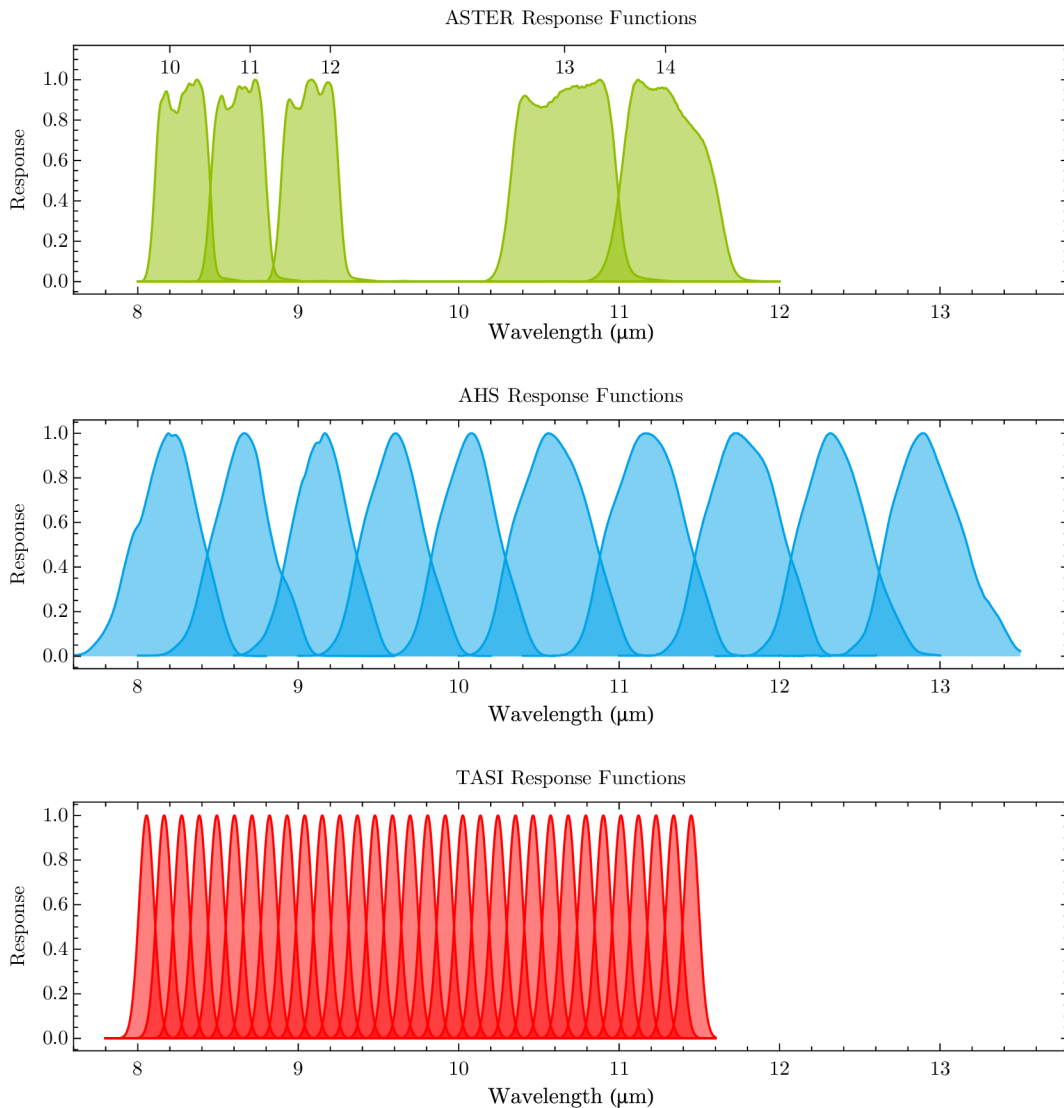 ASTER Response Functions
10 11 12 13 14
1.0
0.8
0.6
0.4
0.2
0.0
Response
8 9 10 11 12 13
Wavelength (μm)
AHS Response Functions
1.0
0.8
0.6
0.4
0.2
0.0
Response
8 9 10 11 12 13
Wavelength (μm)
TASI Response Functions
1.0
0.8
0.6
0.4
0.2
0.0
Response
8 9 10 11 12 13
Wavelength (μm)